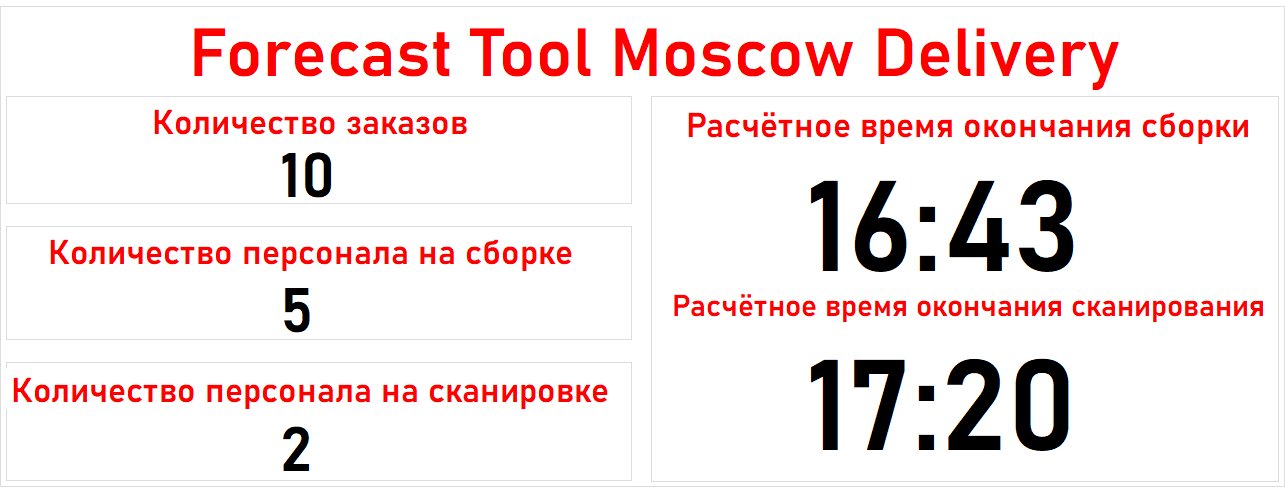 Forecast Tool Moscow Delivery
Количество заказов
10
Количество персонала на сборке
5
Количество персонала на сканировке
2
Расчётное время окончания сборки
16:43
Расчётное время окончания сканирования
17:20